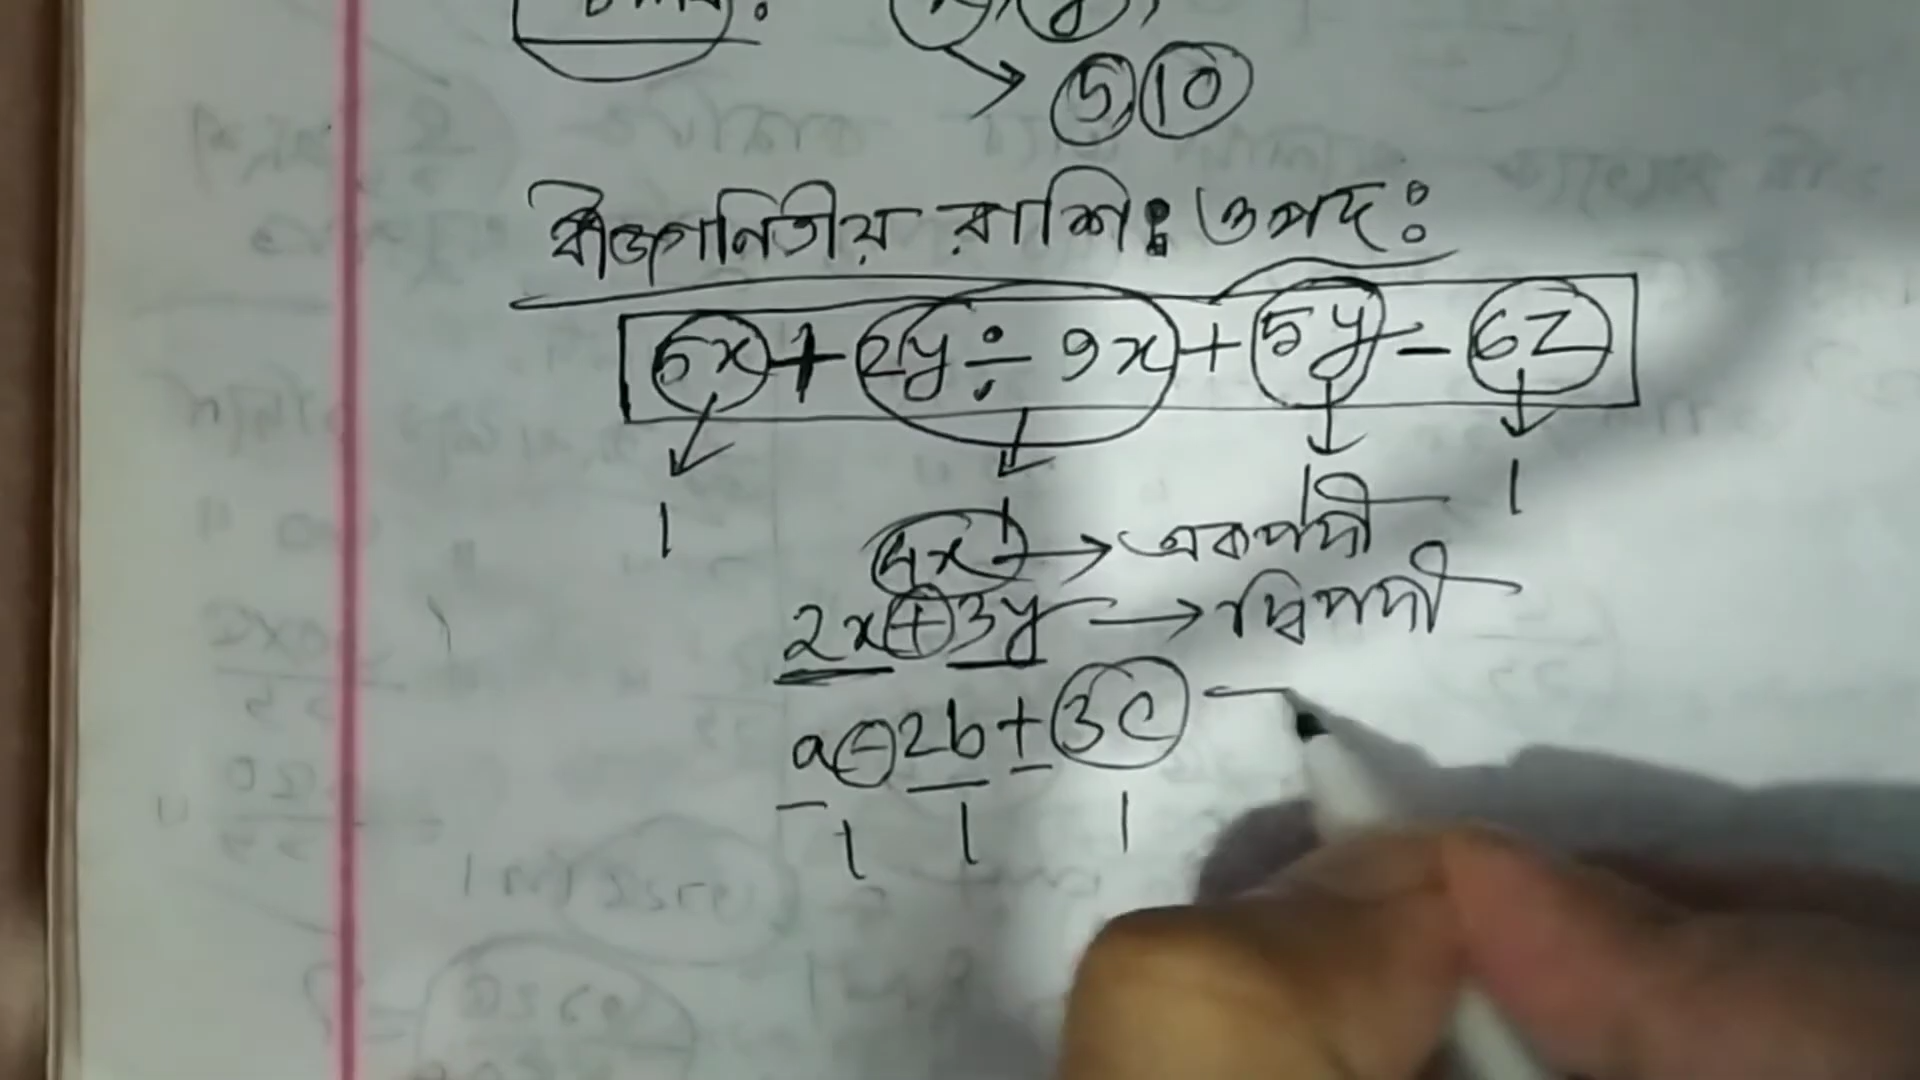 5 10
বীজগনিতীয় রাশি: ও পদ:
5x + 2y ÷ 9x + 5y - 6z
1 1 1 1
4x → একপদী
2x + 3y → দ্বিপদী
a - 2b + 3c
1 1 1